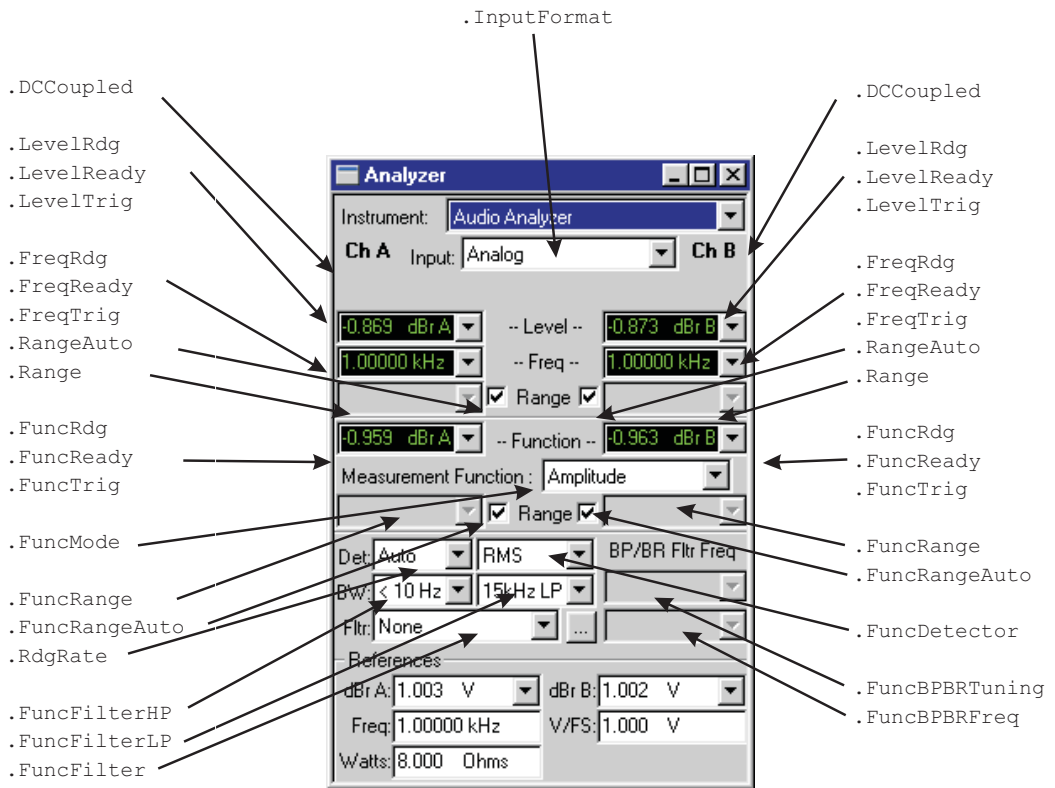 .InputFormat
.DCCoupled
.DCCoupled
.LevelRdg
.LevelReady
.LevelTrig
.LevelRdg
.LevelReady
.LevelTrig
.FreqRdg
.FreqReady
.FreqTrig
.RangeAuto
.Range
.FreqRdg
.FreqReady
.FreqTrig
.RangeAuto
.Range
.FuncRdg
.FuncReady
.FuncTrig
.FuncRdg
.FuncReady
.FuncTrig
.FuncMode
.FuncRange
.FuncRangeAuto
.RdgRate
.FuncFilterHP
.FuncFilterLP
.FuncFilter
.FuncRange
.FuncRangeAuto
.FuncDetector
.FuncBPBRTuning
.FuncBPBRFreq
Analyzer
Instrument: Audio Analyzer
Ch A Input: Analog Ch B
-0.869 dBr A -- Level -- -0.873 dBr B
1.00000 kHz -- Freq -- 1.00000 kHz
Range
-0.959 dBr A -- Function -- -0.963 dBr B
Measurement Function : Amplitude
Range
Det: Auto RMS BP/BR Fltr Freq
BW: < 10 Hz 15kHz LP
Fltr: None ...
References
dBr A: 1.003 V dBr B: 1.002 V
Freq: 1.00000 kHz V/FS: 1.000 V
Watts: 8.000 Ohms